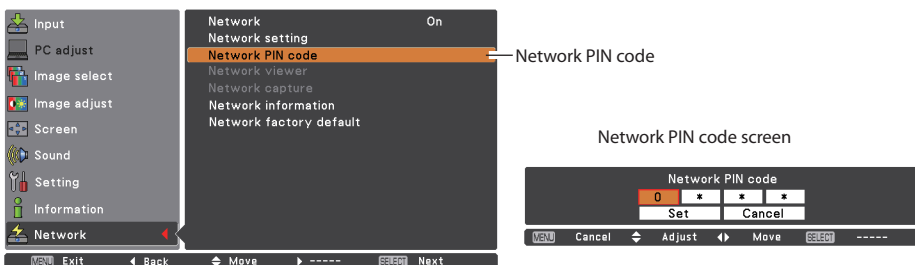 Input
PC adjust
Image select
Image adjust
Screen
Sound
Setting
Information
Network
Network On
Network setting
Network PIN code
Network viewer
Network capture
Network information
Network factory default
MENU Exit Back Move ----- SELECT Next
Network PIN code
Network PIN code screen
Network PIN code
0 * * *
Set Cancel
MENU Cancel Adjust Move SELECT -----